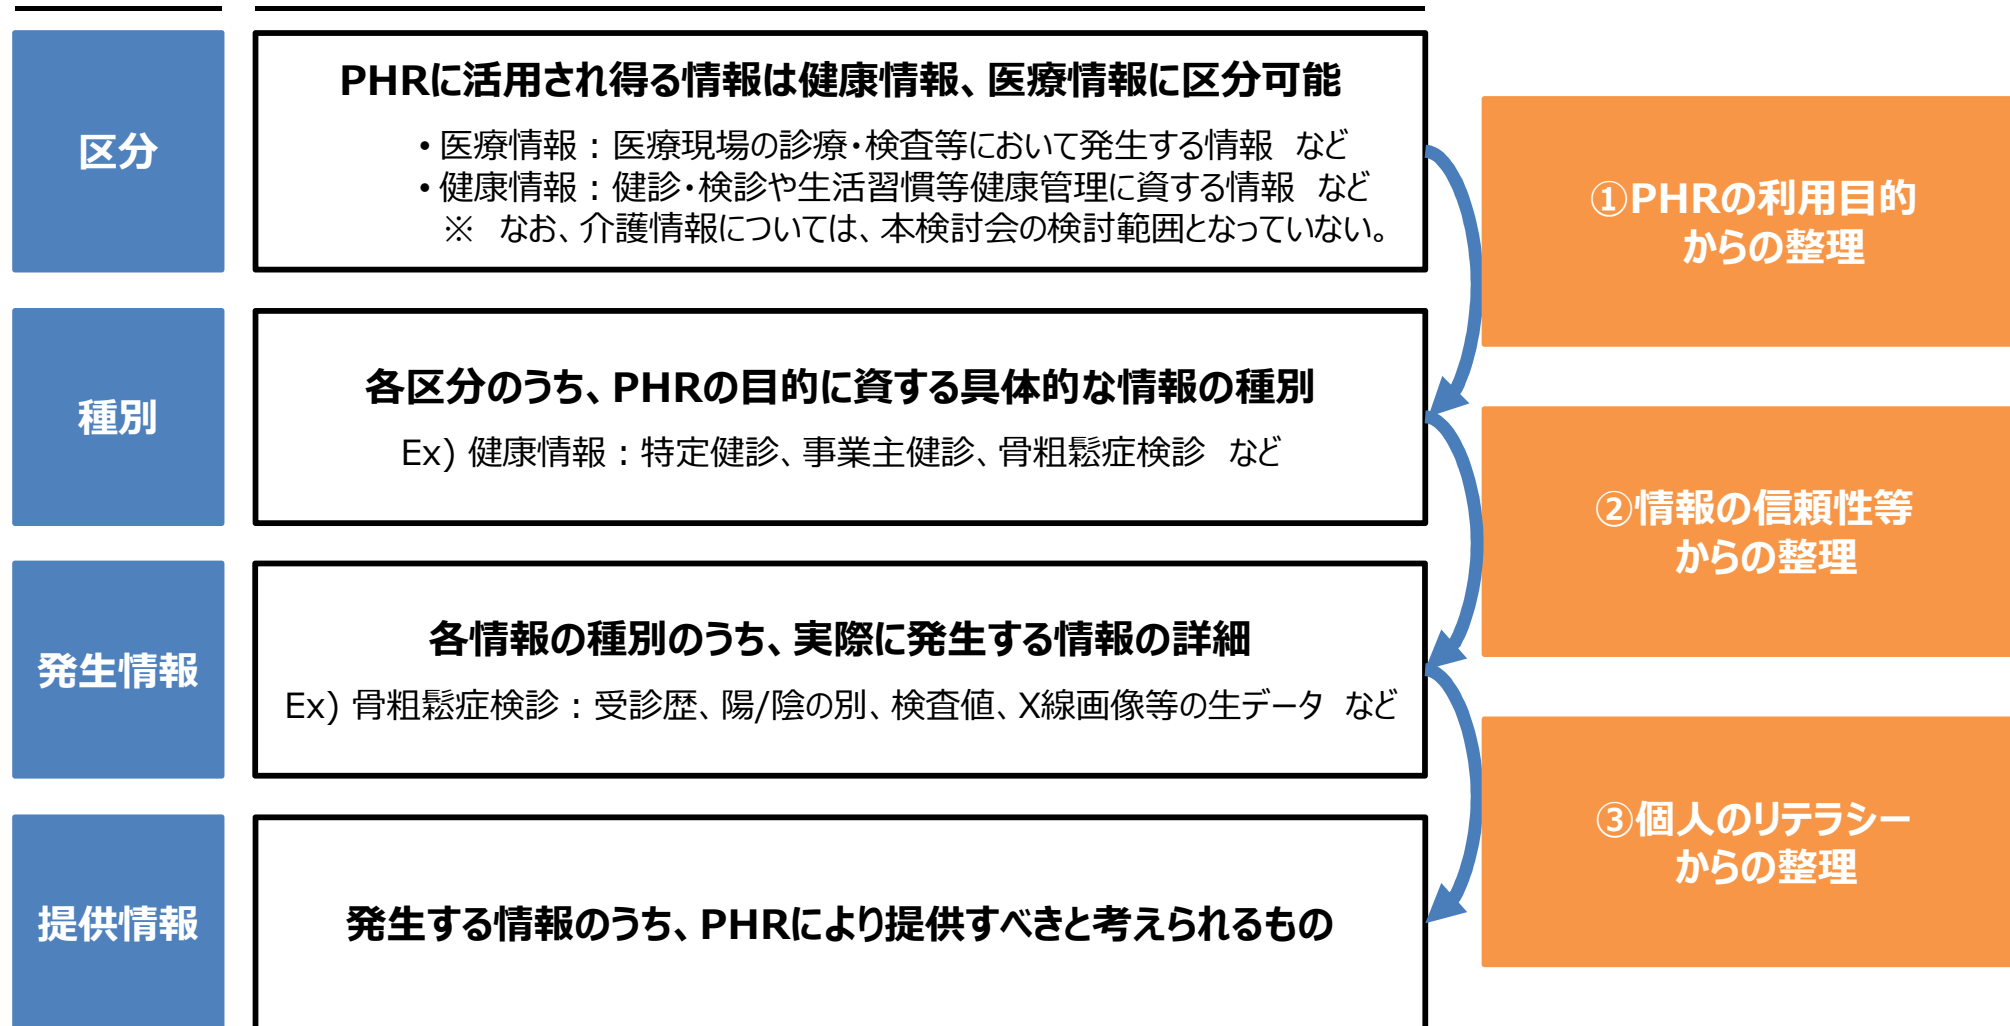 区分
PHRに活用され得る情報は健康情報、医療情報に区分可能
• 医療情報：医療現場の診療・検査等において発生する情報 など
• 健康情報：健診・検診や生活習慣等健康管理に資する情報 など
※ なお、介護情報については、本検討会の検討範囲となっていない。
①PHRの利用目的
からの整理
種別
各区分のうち、PHRの目的に資する具体的な情報の種別
Ex) 健康情報：特定健診、事業主健診、骨粗鬆症検診 など
②情報の信頼性等
からの整理
発生情報
各情報の種別のうち、実際に発生する情報の詳細
Ex) 骨粗鬆症検診：受診歴、陽/陰の別、検査値、X線画像等の生データ など
③個人のリテラシー
からの整理
提供情報
発生する情報のうち、PHRにより提供すべきと考えられるもの